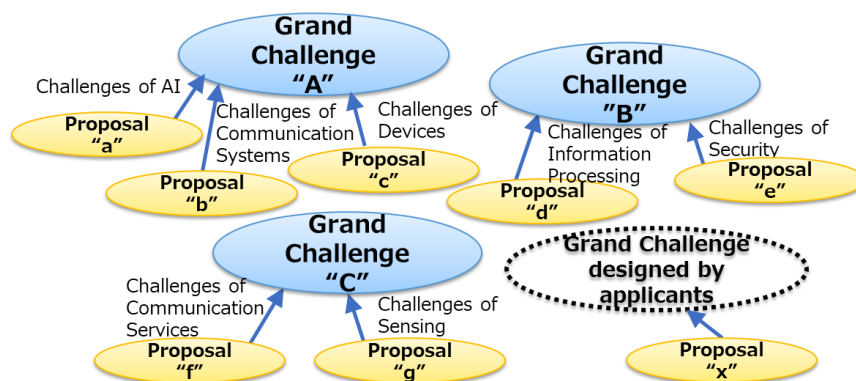 Grand
Challenge
“A”
Challenges of AI
Proposal
“a”
Challenges of
Communication
Systems
Proposal
“b”
Challenges of
Devices
Proposal
“c”
Grand
Challenge
”B”
Challenges of
Information
Processing
Proposal
“d”
Challenges of
Security
Proposal
“e”
Grand
Challenge
“C”
Challenges of
Communication
Services
Proposal
“f”
Challenges of
Sensing
Proposal
“g”
Grand Challenge
designed by
applicants
Proposal
“x”